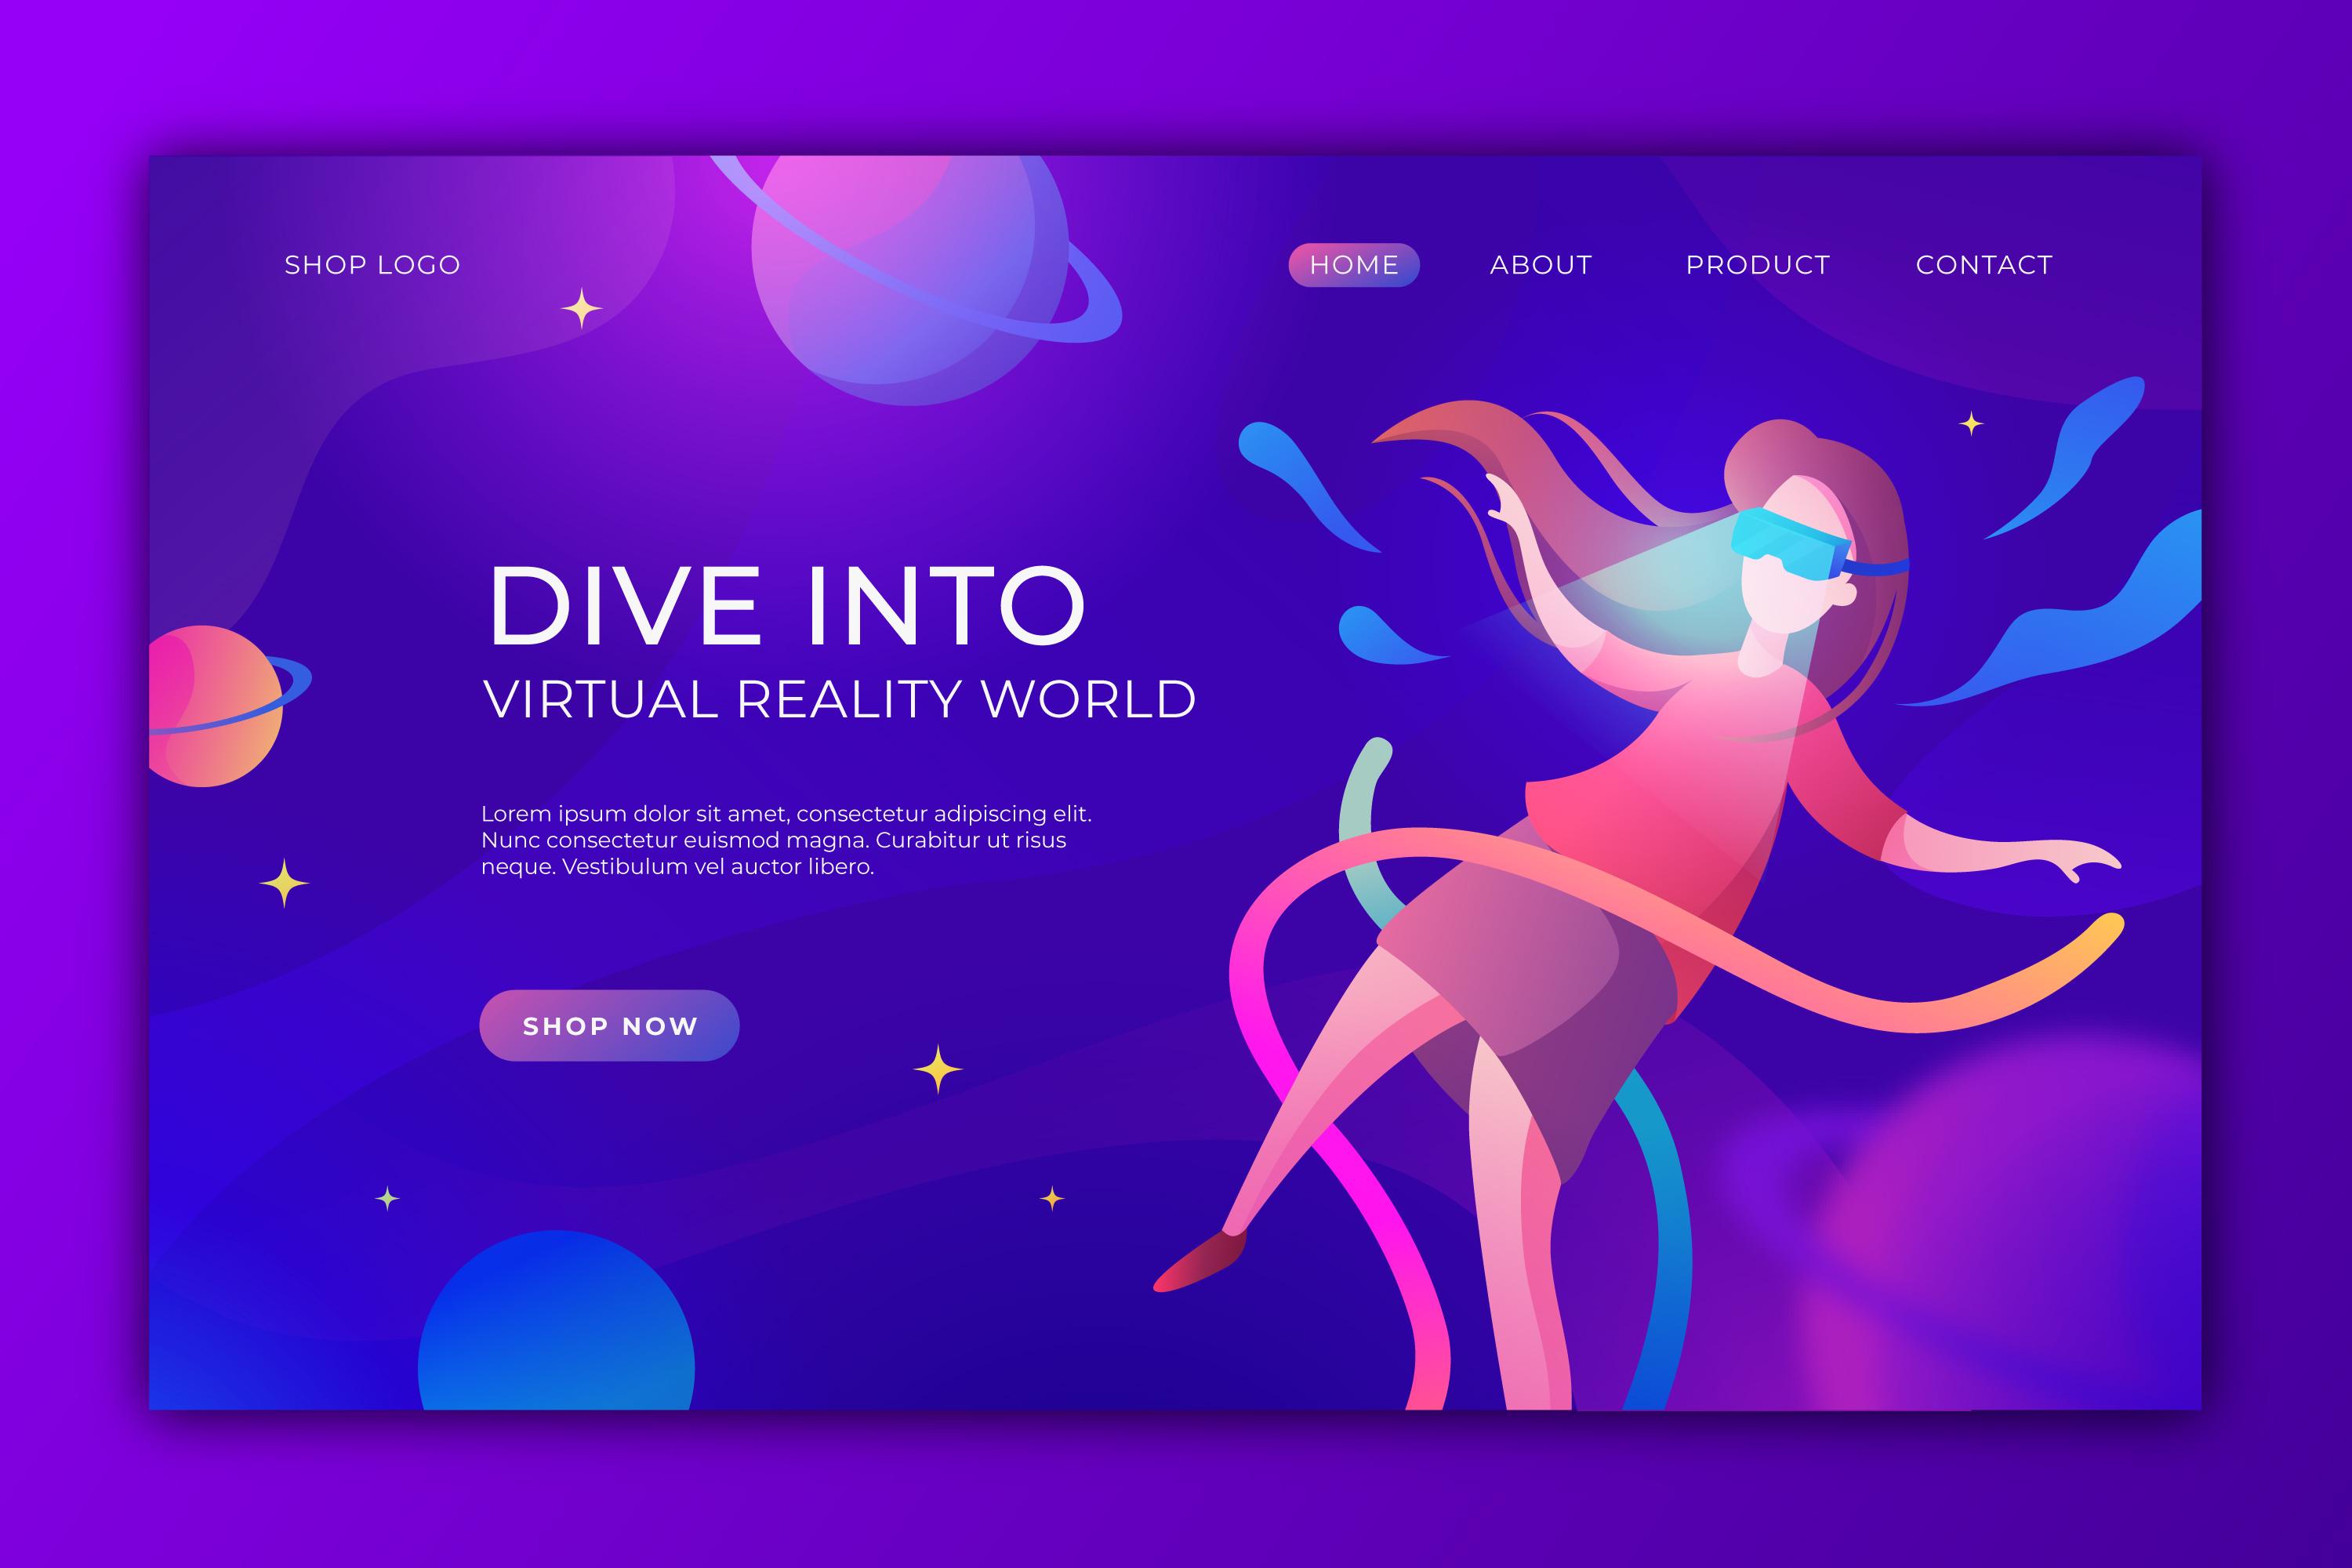 SHOP LOGO
HOME ABOUT PRODUCT CONTACT
DIVE INTO
VIRTUAL REALITY WORLD
Lorem ipsum dolor sit amet, consectetur adipiscing elit.
Nunc consectetur euismod magna. Curabitur ut risus
neque. Vestibulum vel auctor libero.
SHOP NOW